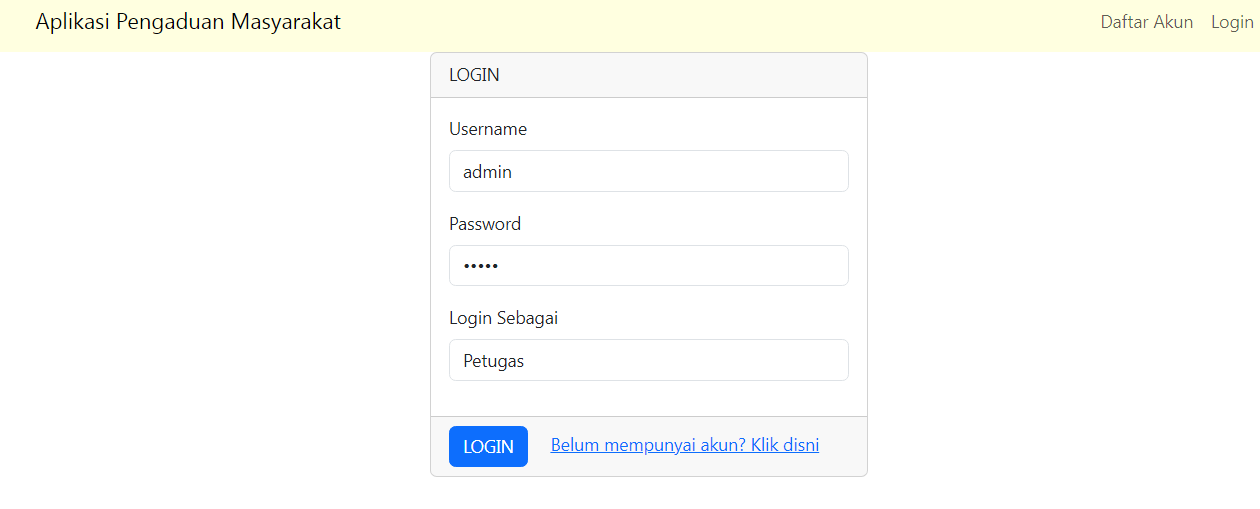 Aplikasi Pengaduan Masyarakat
Daftar Akun Login
LOGIN
Username
admin
Password
•••••
Login Sebagai
Petugas
LOGIN
Belum mempunyai akun? Klik disni